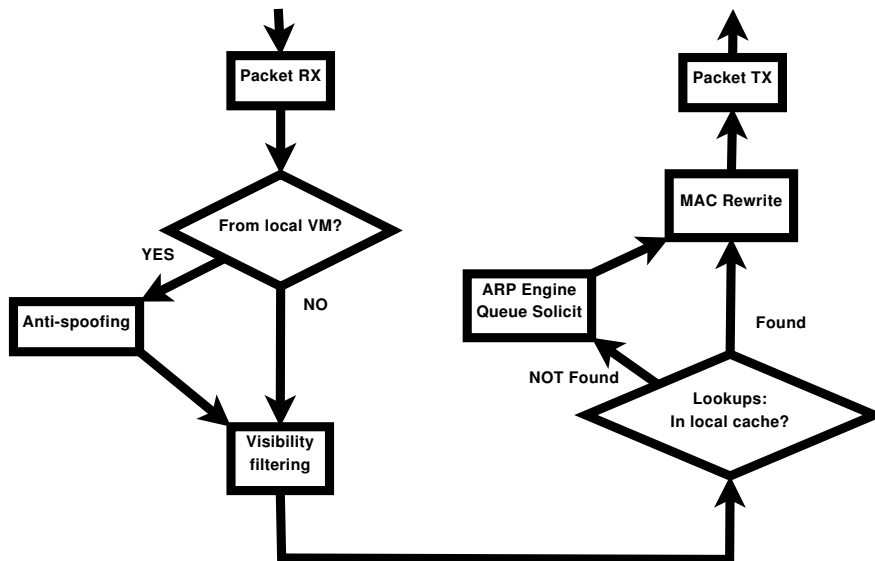 Packet RX
From local VM?
YES
NO
Anti-spoofing
Visibility
filtering
Packet TX
MAC Rewrite
ARP Engine
Queue Solicit
Found
NOT Found
Lookups:
In local cache?